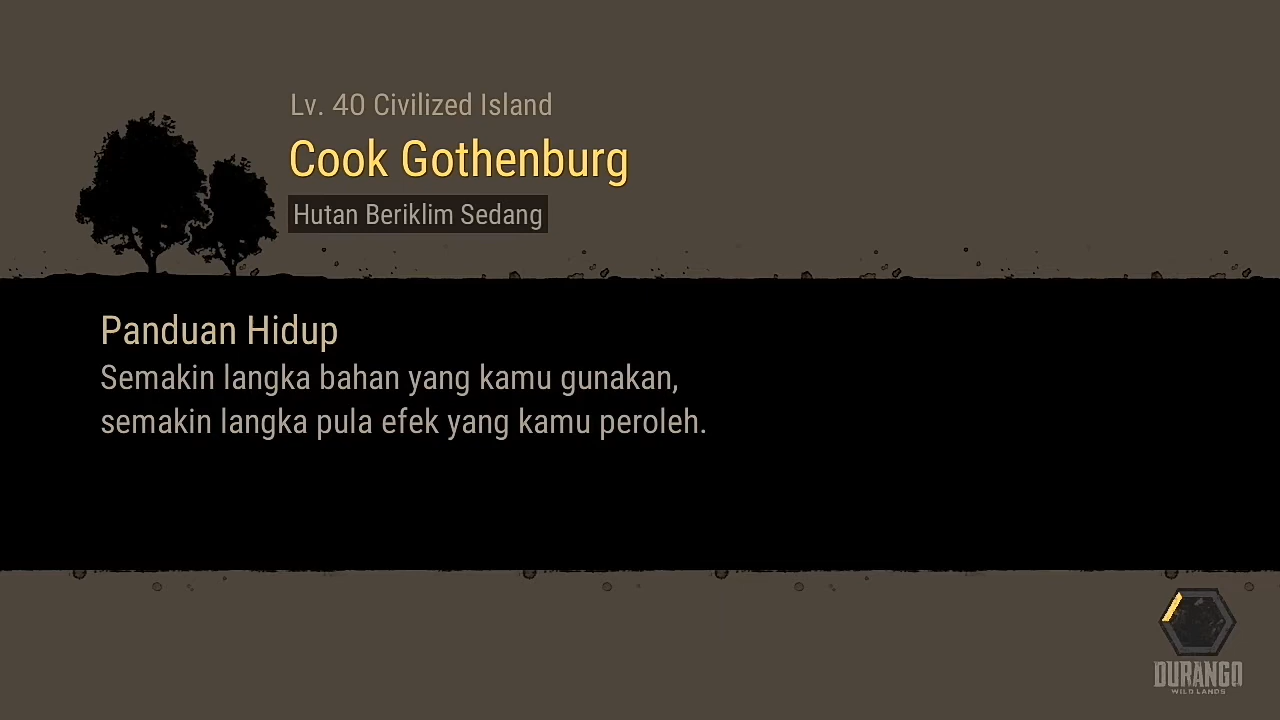 Lv. 40 Civilized Island
Cook Gothenburg
Hutan Beriklim Sedang
Panduan Hidup
Semakin langka bahan yang kamu gunakan,
semakin langka pula efek yang kamu peroleh.
DURANGO
WILD LANDS